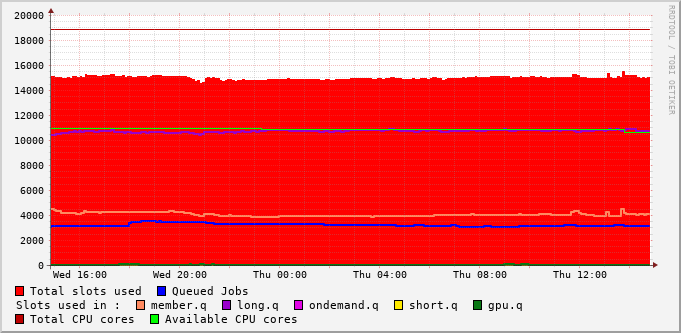 RRDTOOL / TOBI OETIKER
20000
18000
16000
14000
12000
10000
8000
6000
4000
2000
0
Wed 16:00 Wed 20:00 Thu 00:00 Thu 04:00 Thu 08:00 Thu 12:00
Total slots used Queued Jobs
Slots used in : member.q long.q ondemand.q short.q gpu.q
Total CPU cores Available CPU cores